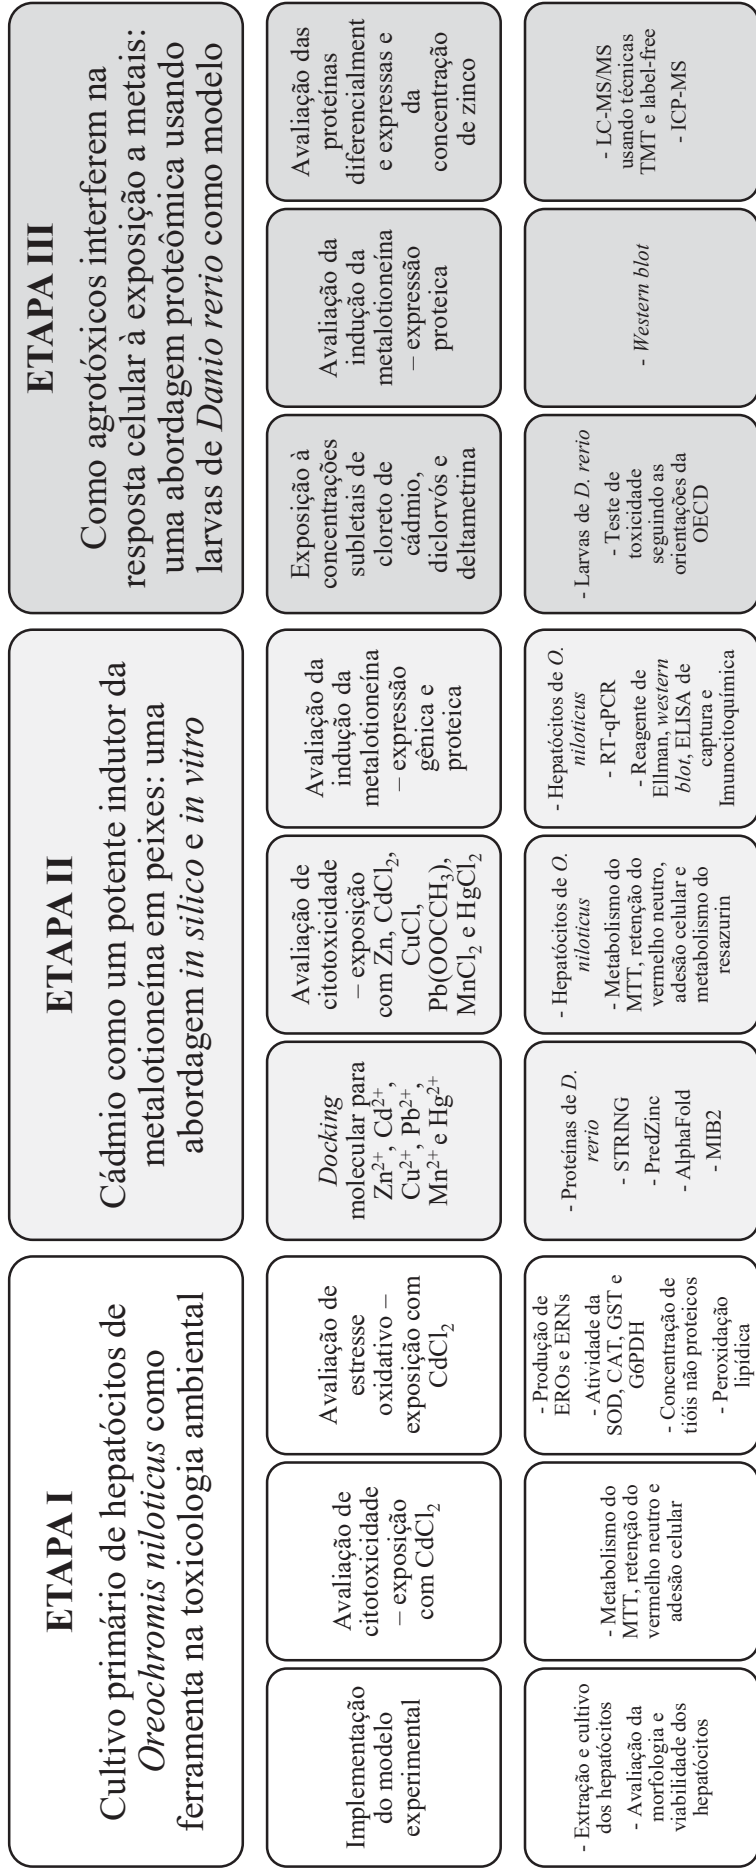 ETAPA I
Cultivo primário de hepatócitos de
Oreochromis niloticus como
ferramenta na toxicologia ambiental
Implementação
do modelo
experimental
Avaliação de
citotoxicidade
– exposição
com CdCl₂
Avaliação de
estresse
oxidativo –
exposição com
CdCl₂
- Extração e cultivo
dos hepatócitos
- Avaliação da
morfologia e
viabilidade dos
hepatócitos
- Metabolismo do
MTT, retenção do
vermelho neutro e
adesão celular
- Produção de
EROs e ERNs
- Atividade da
SOD, CAT, GST e
G6PDH
- Concentração de
tióis não proteicos
- Peroxidação
lipídica
ETAPA II
Cádmio como um potente indutor da
metalotioneína em peixes: uma
abordagem in silico e in vitro
Docking
molecular para
Zn²⁺, Cd²⁺,
Cu²⁺, Pb²⁺,
Mn²⁺ e Hg²⁺
Avaliação de
citotoxicidade
– exposição
com Zn, CdCl₂,
CuCl,
Pb(OOCCH₃),
MnCl₂ e HgCl₂
Avaliação da
indução da
metalotioneína
– expressão
gênica e
proteica
- Proteínas de D.
rerio
- STRING
- PredZinc
- AlphaFold
- MIB2
- Hepatócitos de O.
niloticus
- Metabolismo do
MTT, retenção do
vermelho neutro,
adesão celular e
metabolismo do
resazurin
- Hepatócitos de O.
niloticus
- RT-qPCR
- Reagente de
Ellman, western
blot, ELISA de
captura e
Imunocitoquímica
ETAPA III
Como agrotóxicos interferem na
resposta celular à exposição a metais:
uma abordagem proteômica usando
larvas de Danio rerio como modelo
Exposição à
concentrações
subletais de
cloreto de
cádmio,
diclorvós e
deltametrina
Avaliação da
indução da
metalotioneína
– expressão
proteica
Avaliação das
proteínas
diferencialment
e expressas e
da
concentração
de zinco
- Larvas de D. rerio
- Teste de
toxicidade
seguindo as
orientações da
OECD
- Western blot
- LC-MS/MS
usando técnicas
TMT e label-free
- ICP-MS